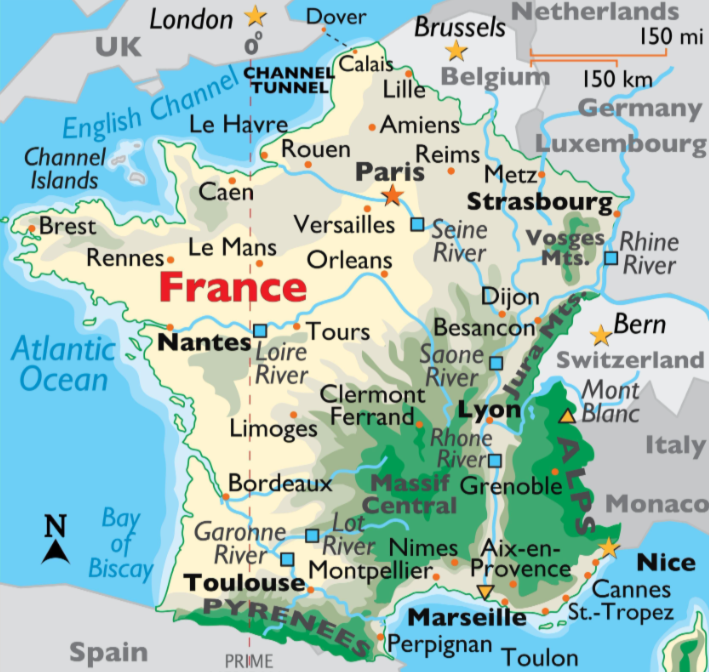 London
Dover
Brussels
Netherlands
UK
0°
150 mi
Calais
CHANNEL
TUNNEL
Belgium
150 km
Lille
English Channel
Germany
Le Havre
Amiens
Luxembourg
Channel
Islands
Rouen
Reims
Paris
Metz
Caen
Strasbourg
Brest
Versailles
Seine
River
Vosges
Mts.
Rhine
River
Rennes
Le Mans
Orleans
France
Dijon
Nantes
Tours
Besancon
Bern
Loire
River
Atlantic
Ocean
Saone
River
Jura Mts.
Switzerland
Clermont
Ferrand
Mont
Blanc
Lyon
Limoges
Rhone
River
Italy
Bordeaux
Massif
Central
Grenoble
ALPS
Monaco
N
Bay
of
Biscay
Garonne
River
Lot
River
Nimes
Aix-en-
Provence
Nice
Toulouse
Montpellier
Cannes
PYRENEES
Marseille
St.-Tropez
Perpignan
Toulon
Spain
PRIME